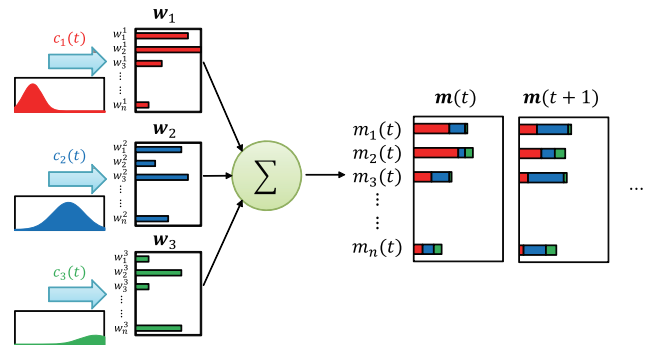 w₁
c₁(t)
w₁¹
w₂¹
w₃¹
⋮
⋮
wₙ¹
w₂
c₂(t)
w₁²
w₂²
w₃²
⋮
⋮
wₙ²
w₃
c₃(t)
w₁³
w₂³
w₃³
⋮
⋮
wₙ³
∑
m(t) m(t + 1)
m₁(t)
m₂(t)
m₃(t)
⋮
⋮
mₙ(t)
...